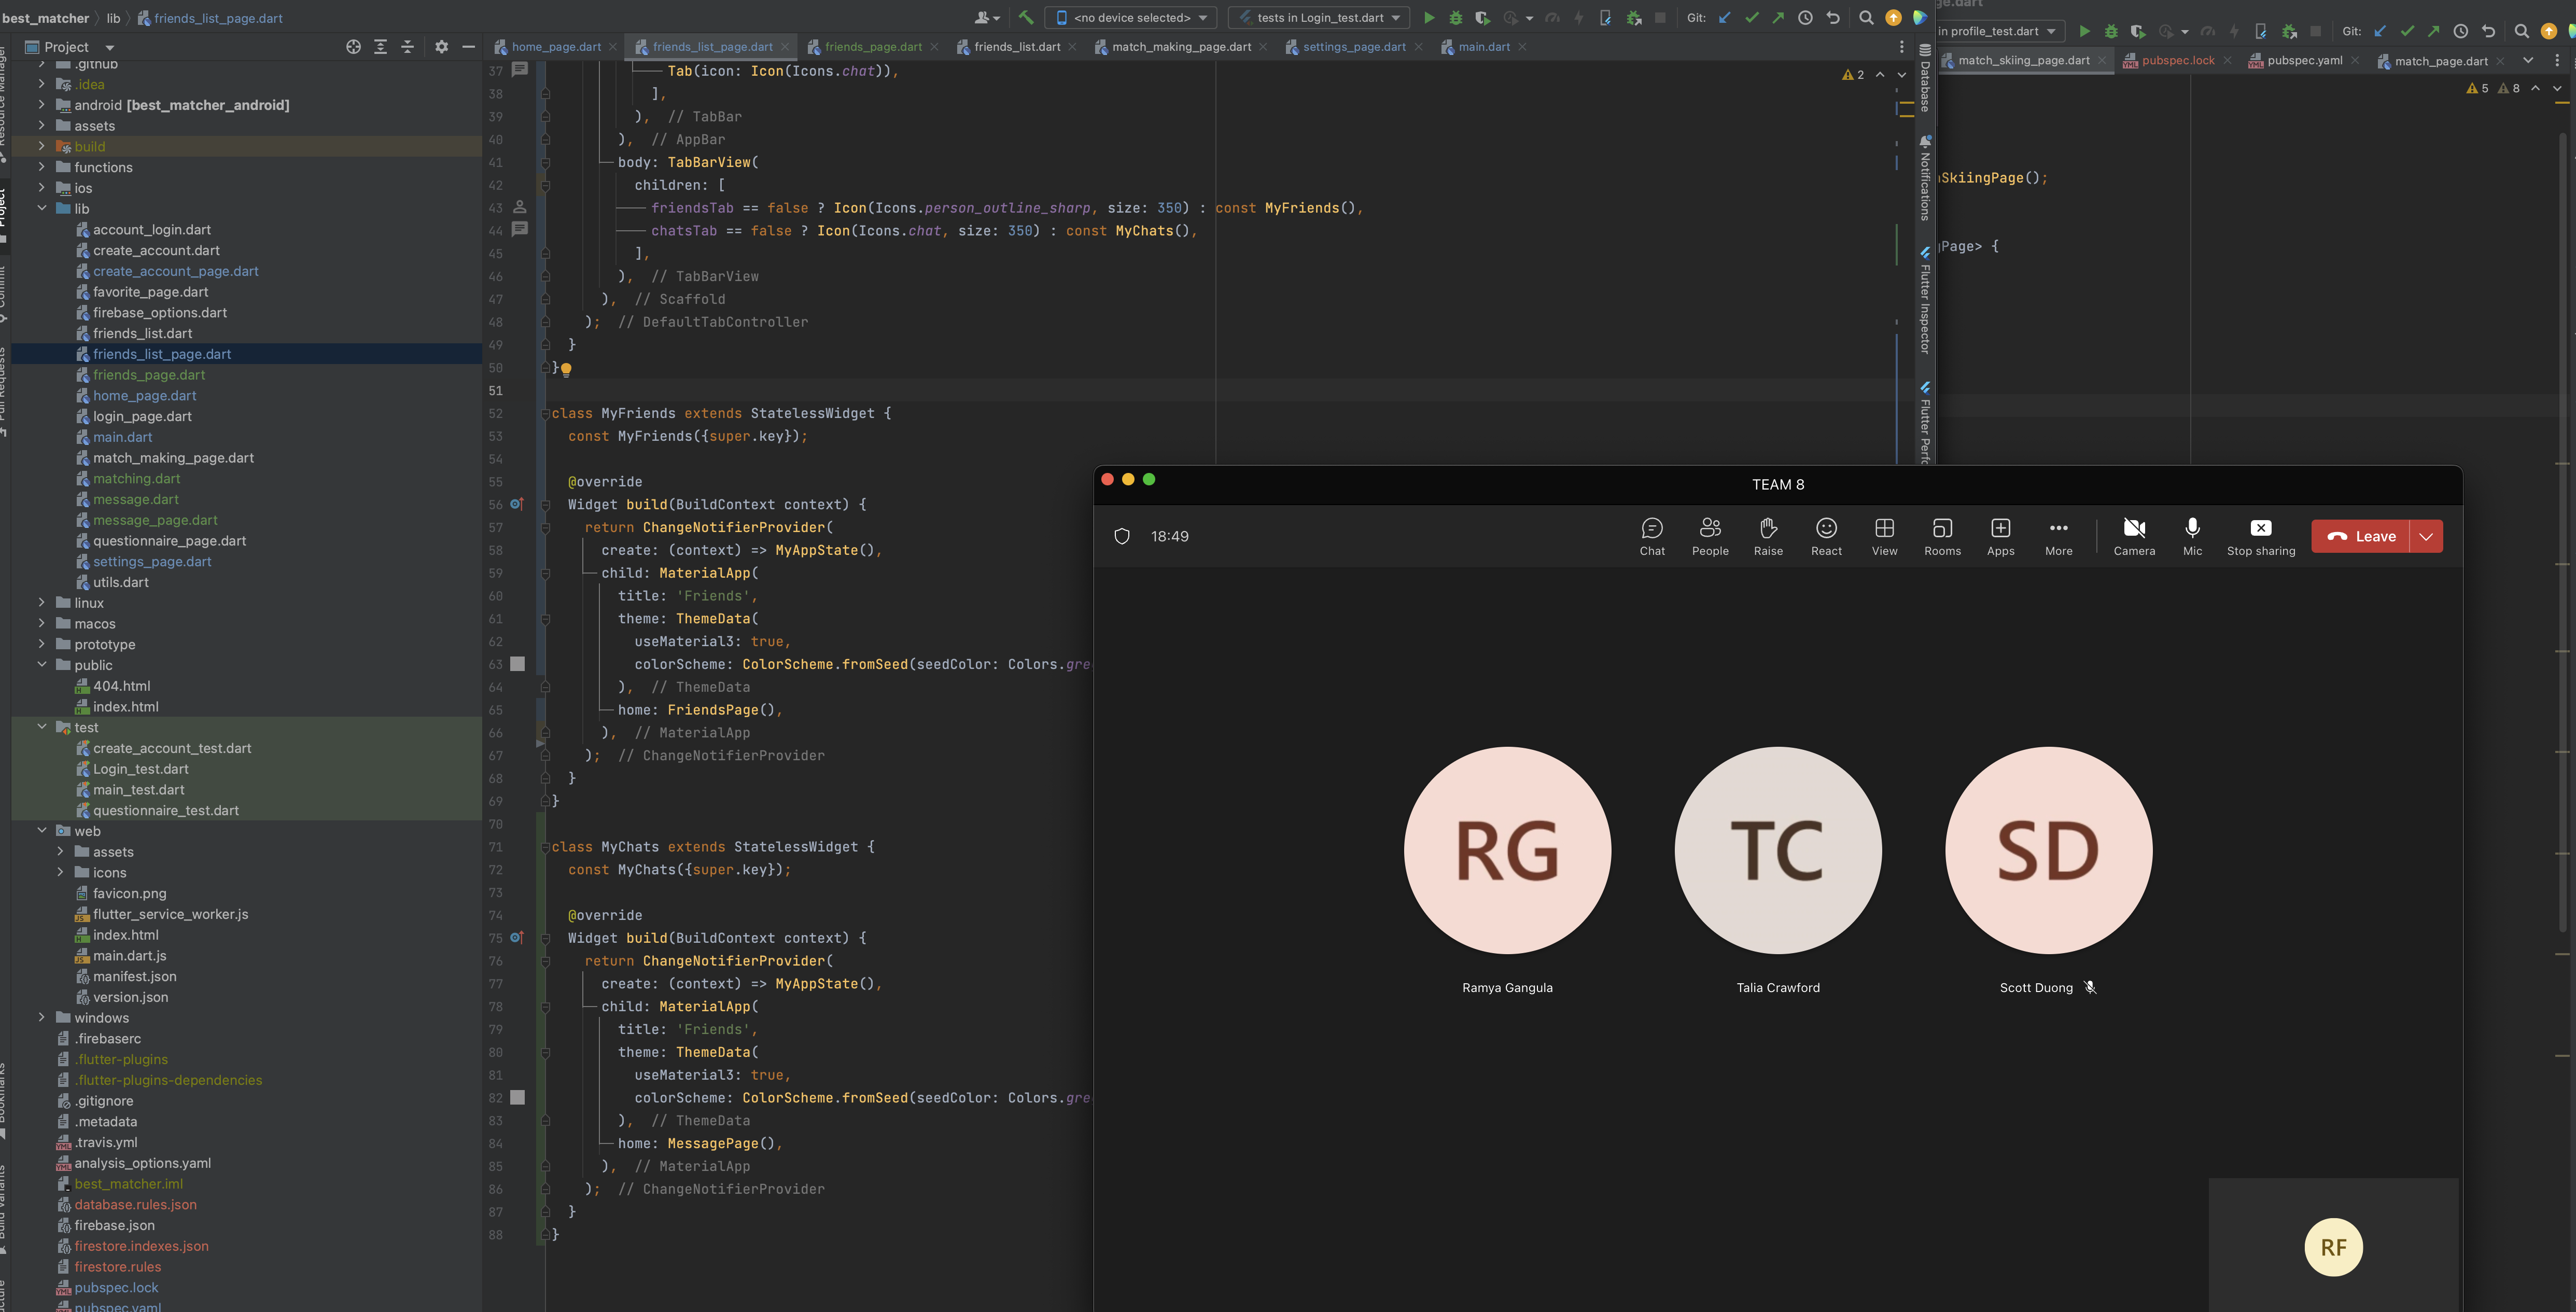 best_matcher › lib › friends_list_page.dart
<no device selected>
tests in Login_test.dart
Git:
Project
home_page.dart
friends_list_page.dart
friends_page.dart
friends_list.dart
match_making_page.dart
settings_page.dart
main.dart
.github
.idea
android [best_matcher_android]
assets
build
functions
ios
lib
account_login.dart
create_account.dart
create_account_page.dart
favorite_page.dart
firebase_options.dart
friends_list.dart
friends_list_page.dart
friends_page.dart
home_page.dart
login_page.dart
main.dart
match_making_page.dart
matching.dart
message.dart
message_page.dart
questionnaire_page.dart
settings_page.dart
utils.dart
linux
macos
prototype
public
404.html
index.html
test
create_account_test.dart
Login_test.dart
main_test.dart
questionnaire_test.dart
web
assets
icons
favicon.png
flutter_service_worker.js
index.html
main.dart.js
manifest.json
version.json
windows
.firebaserc
.flutter-plugins
.flutter-plugins-dependencies
.gitignore
.metadata
.travis.yml
analysis_options.yaml
best_matcher.iml
database.rules.json
firebase.json
firestore.indexes.json
firestore.rules
pubspec.lock
pubspec.yaml
Project
Commit
Pull Requests
Bookmarks
Build Variants
37 Tab(icon: Icon(Icons.chat)),
38 ],
39 ), // TabBar
40 ), // AppBar
41 body: TabBarView(
42 children: [
43 friendsTab == false ? Icon(Icons.person_outline_sharp, size: 350) : const MyFriends(),
44 chatsTab == false ? Icon(Icons.chat, size: 350) : const MyChats(),
45 ],
46 ), // TabBarView
47 ), // Scaffold
48 ); // DefaultTabController
49 }
50 }
51
52 class MyFriends extends StatelessWidget {
53 const MyFriends({super.key});
54
55 @override
56 Widget build(BuildContext context) {
57 return ChangeNotifierProvider(
58 create: (context) => MyAppState(),
59 child: MaterialApp(
60 title: 'Friends',
61 theme: ThemeData(
62 useMaterial3: true,
63 colorScheme: ColorScheme.fromSeed(seedColor: Colors.gre
64 ), // ThemeData
65 home: FriendsPage(),
66 ), // MaterialApp
67 ); // ChangeNotifierProvider
68 }
69 }
70
71 class MyChats extends StatelessWidget {
72 const MyChats({super.key});
73
74 @override
75 Widget build(BuildContext context) {
76 return ChangeNotifierProvider(
77 create: (context) => MyAppState(),
78 child: MaterialApp(
79 title: 'Friends',
80 theme: ThemeData(
81 useMaterial3: true,
82 colorScheme: ColorScheme.fromSeed(seedColor: Colors.gre
83 ), // ThemeData
84 home: MessagePage(),
85 ), // MaterialApp
86 ); // ChangeNotifierProvider
87 }
88 }
2
Database
Notifications
Flutter Inspector
Flutter Perfo
in profile_test.dart
Git:
match_skiing_page.dart
pubspec.lock
pubspec.yaml
match_page.dart
5 8
SkiingPage();
gPage> {
TEAM 8
18:49
Chat
People
Raise
React
View
Rooms
Apps
More
Camera
Mic
Stop sharing
Leave
RG
TC
SD
Ramya Gangula
Talia Crawford
Scott Duong
RF